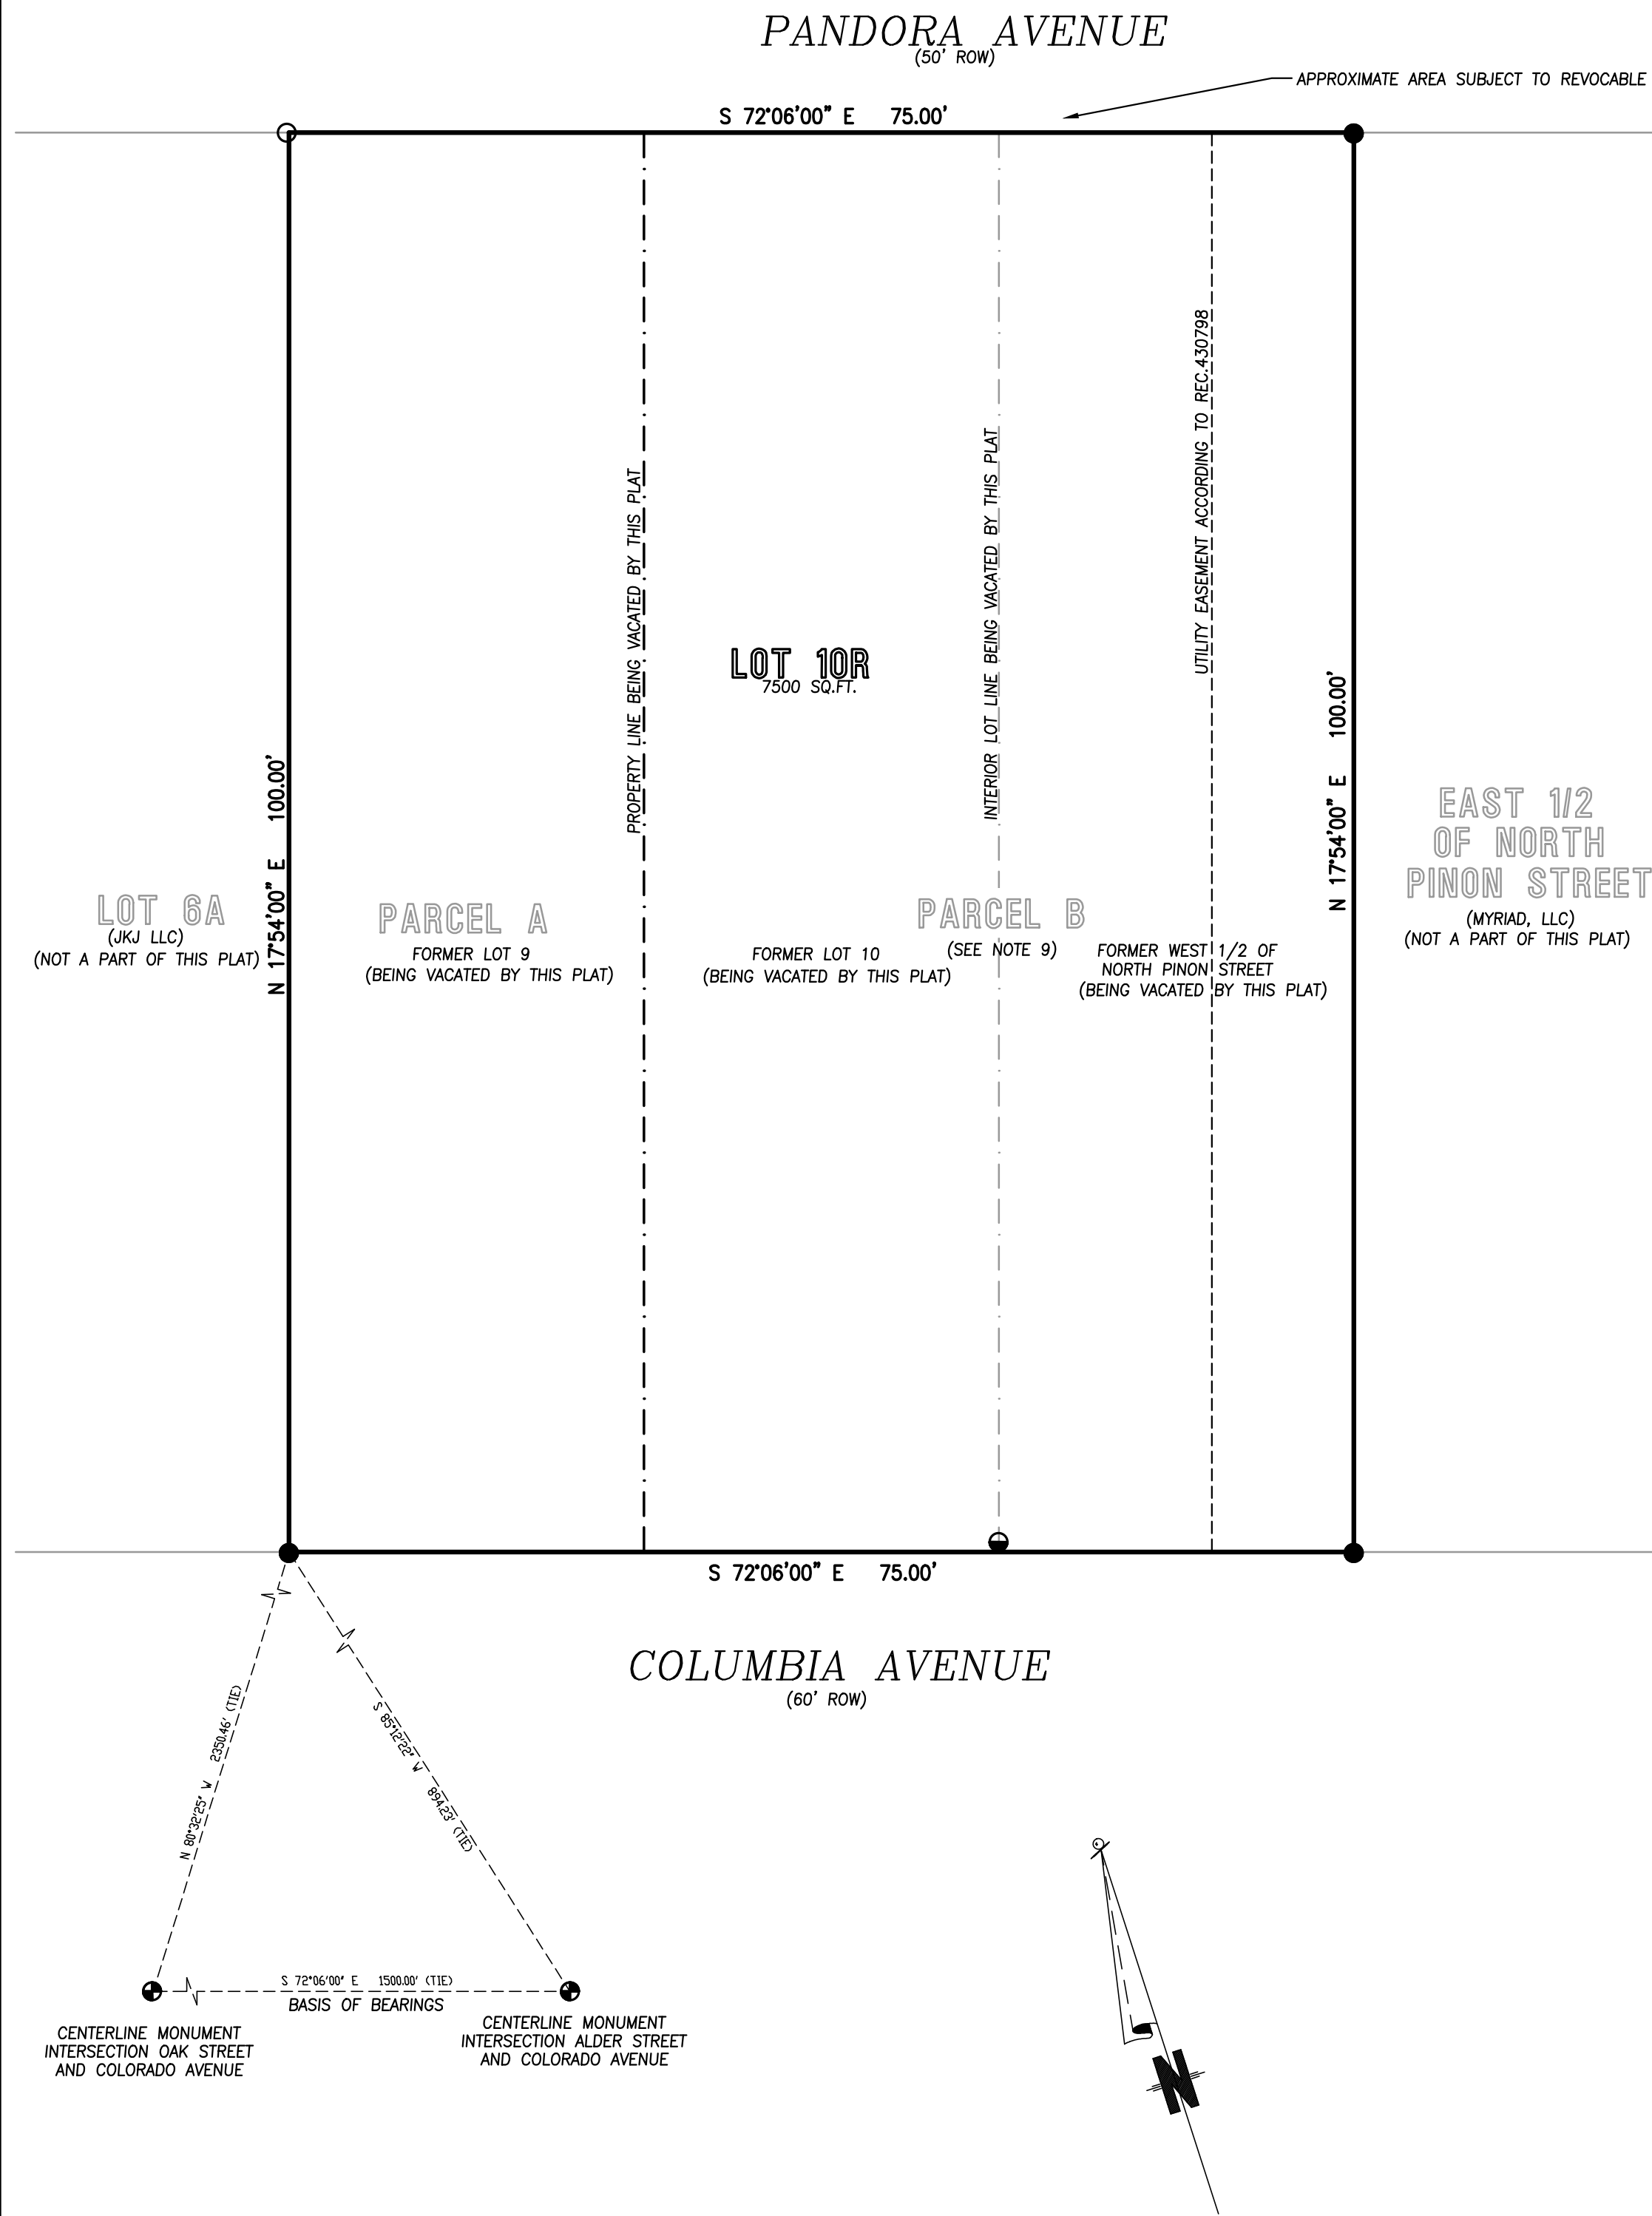 PANDORA AVENUE
(50' ROW)
APPROXIMATE AREA SUBJECT TO REVOCABLE
S 72°06'00" E 75.00'
UTILITY EASEMENT ACCORDING TO REC.430798
INTERIOR LOT LINE BEING VACATED BY THIS PLAT
PROPERTY LINE BEING VACATED BY THIS PLAT
LOT 10R
7500 SQ.FT.
N 17°54'00" E 100.00'
N 17°54'00" E 100.00'
EAST 1/2
OF NORTH
PINON STREET
(MYRIAD, LLC)
(NOT A PART OF THIS PLAT)
LOT 6A
(JKJ LLC)
(NOT A PART OF THIS PLAT)
PARCEL A
FORMER LOT 9
(BEING VACATED BY THIS PLAT)
FORMER LOT 10
(BEING VACATED BY THIS PLAT)
PARCEL B
(SEE NOTE 9)
FORMER WEST 1/2 OF
NORTH PINON STREET
(BEING VACATED BY THIS PLAT)
S 72°06'00" E 75.00'
COLUMBIA AVENUE
(60' ROW)
N 80°32'25" W 2350.46' (TIE)
S 85°12'22" W 894.23' (TIE)
S 72°06'00" E 1500.00' (TIE)
BASIS OF BEARINGS
CENTERLINE MONUMENT
INTERSECTION OAK STREET
AND COLORADO AVENUE
CENTERLINE MONUMENT
INTERSECTION ALDER STREET
AND COLORADO AVENUE
N